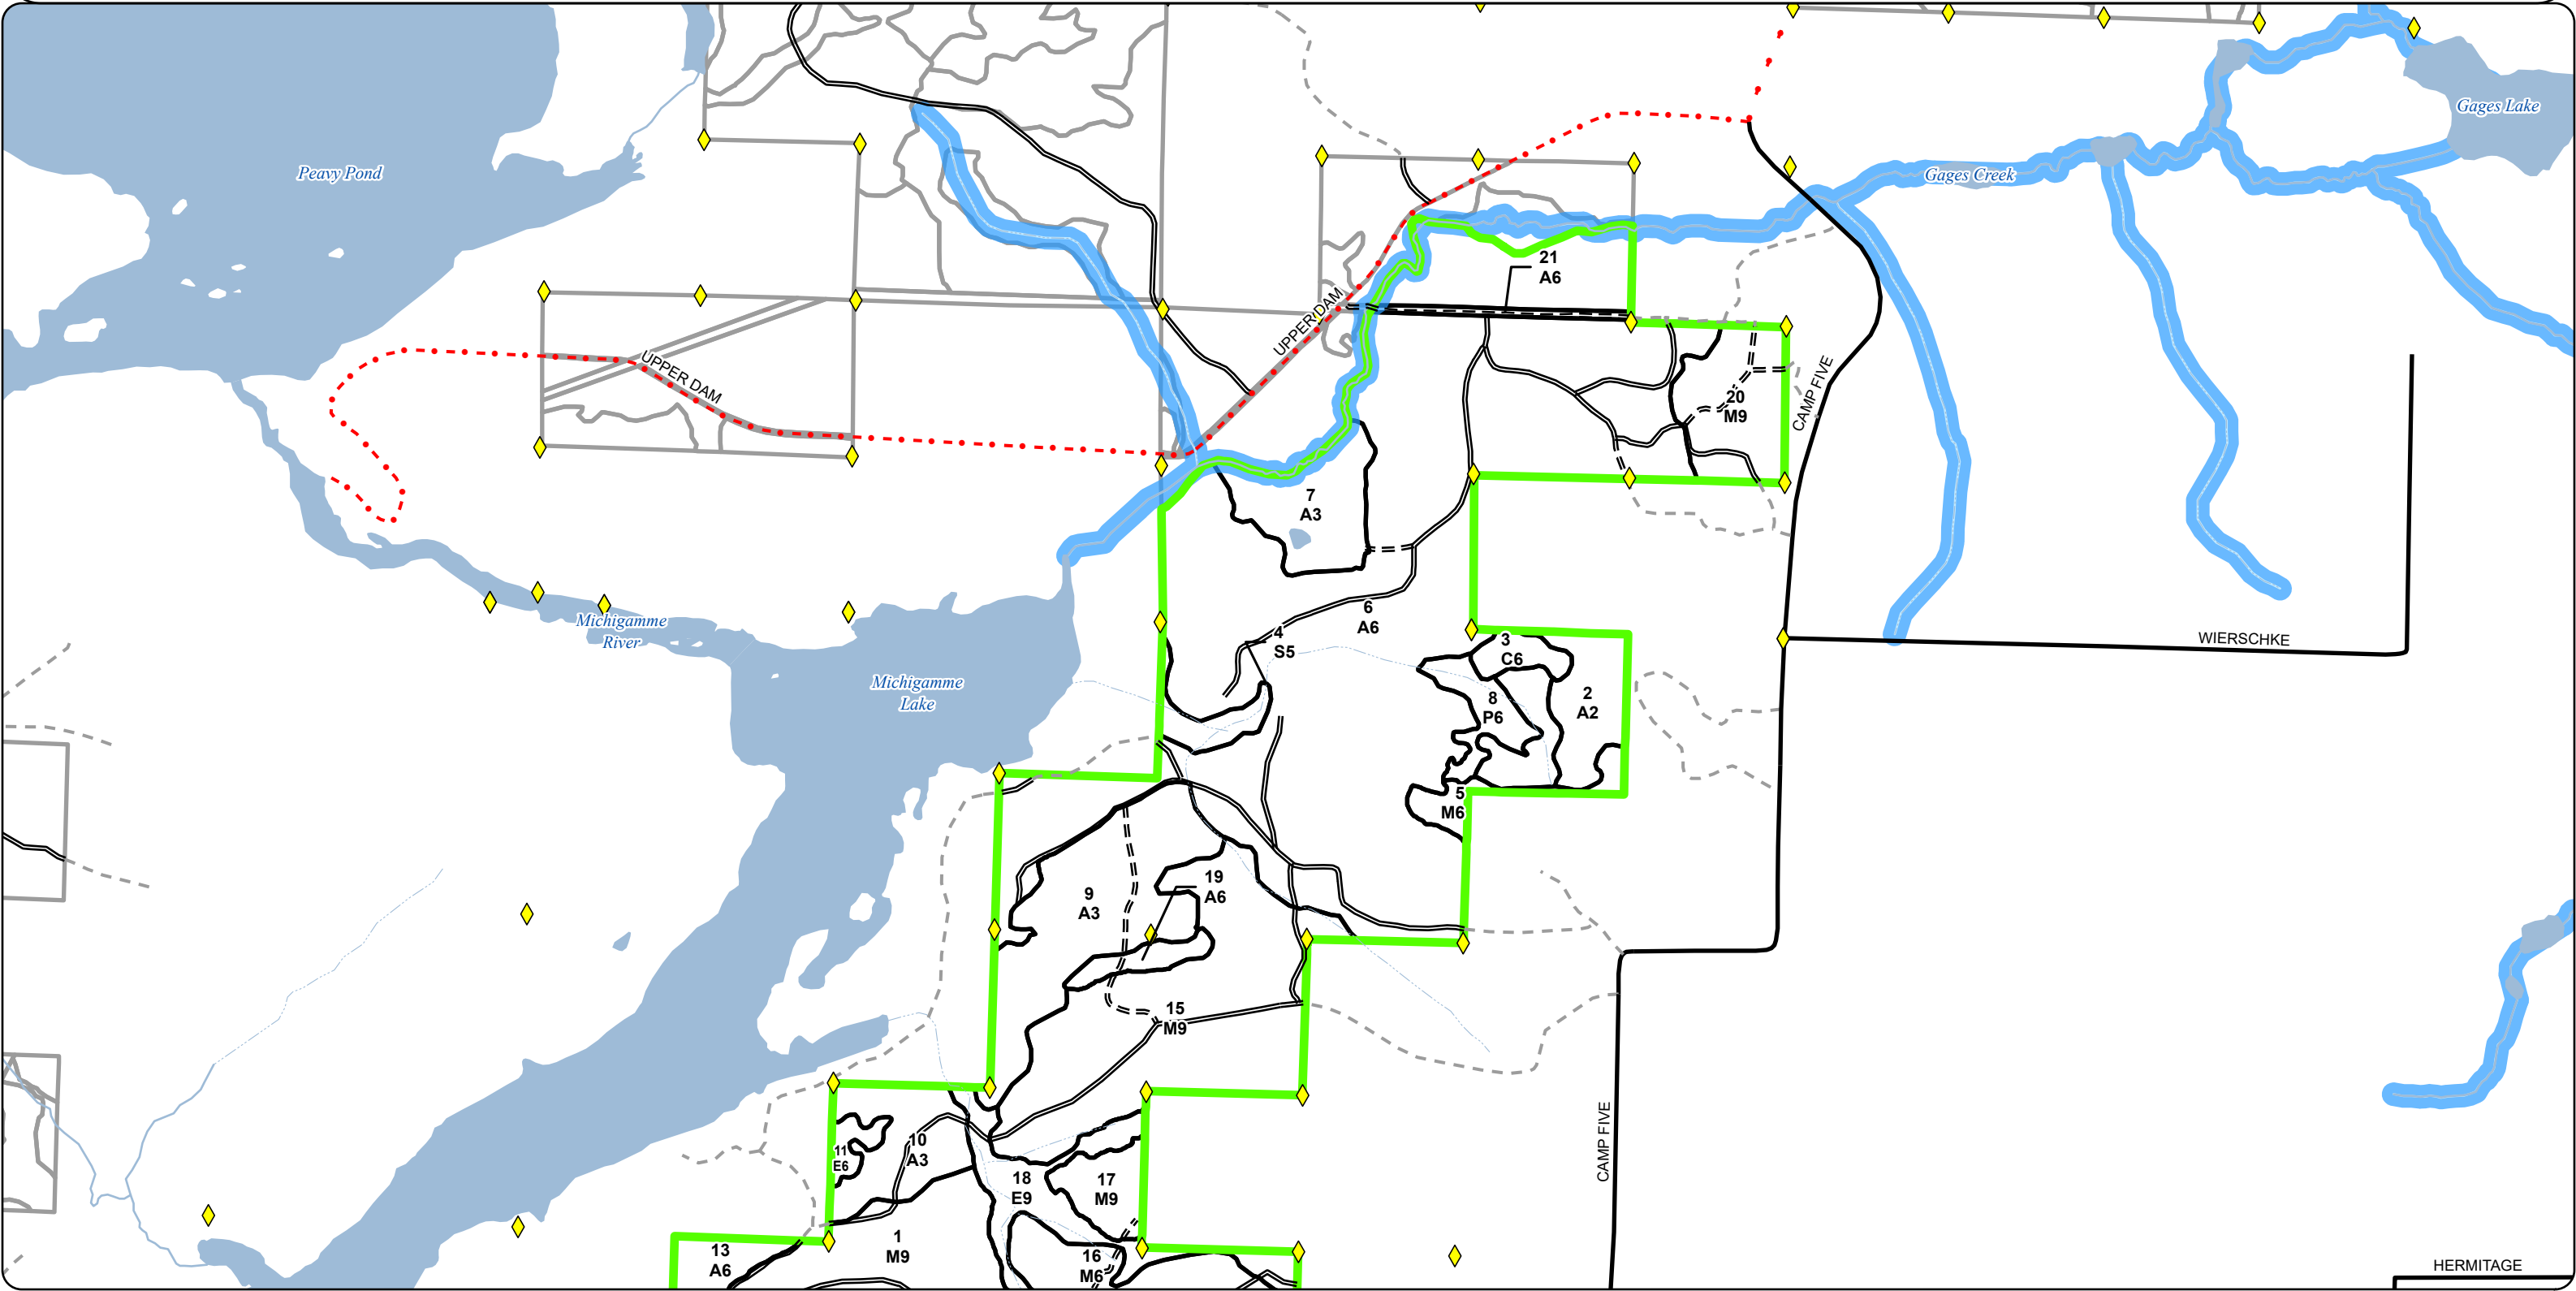 Gages Lake
Peavy Pond
Gages Creek
21
A6
UPPER DAM
UPPER DAM
CAMP FIVE
20
M9
7
A3
6
A6
Michigamme
River
4
S5
3
C6
WIERSCHKE
Michigamme
Lake
8
P6
2
A2
5
M6
9
A3
19
A6
15
M9
CAMP FIVE
11
E6
10
A3
18
E9
17
M9
13
A6
1
M9
16
M6
HERMITAGE